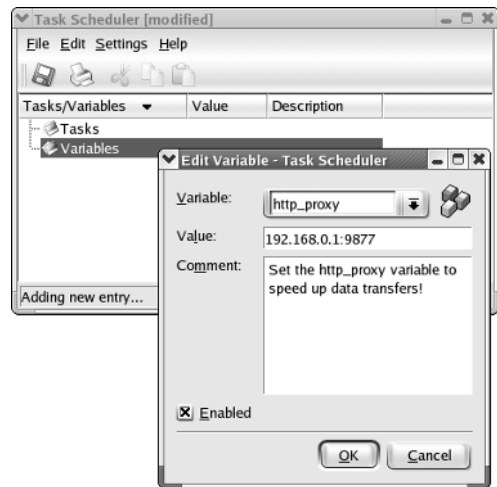 Task Scheduler [modified]
File Edit Settings Help
Tasks/Variables Value Description
Tasks
Variables
Adding new entry...
Edit Variable - Task Scheduler
Variable: http_proxy
Value: 192.168.0.1:9877
Comment: Set the http_proxy variable to
speed up data transfers!
Enabled
OK Cancel